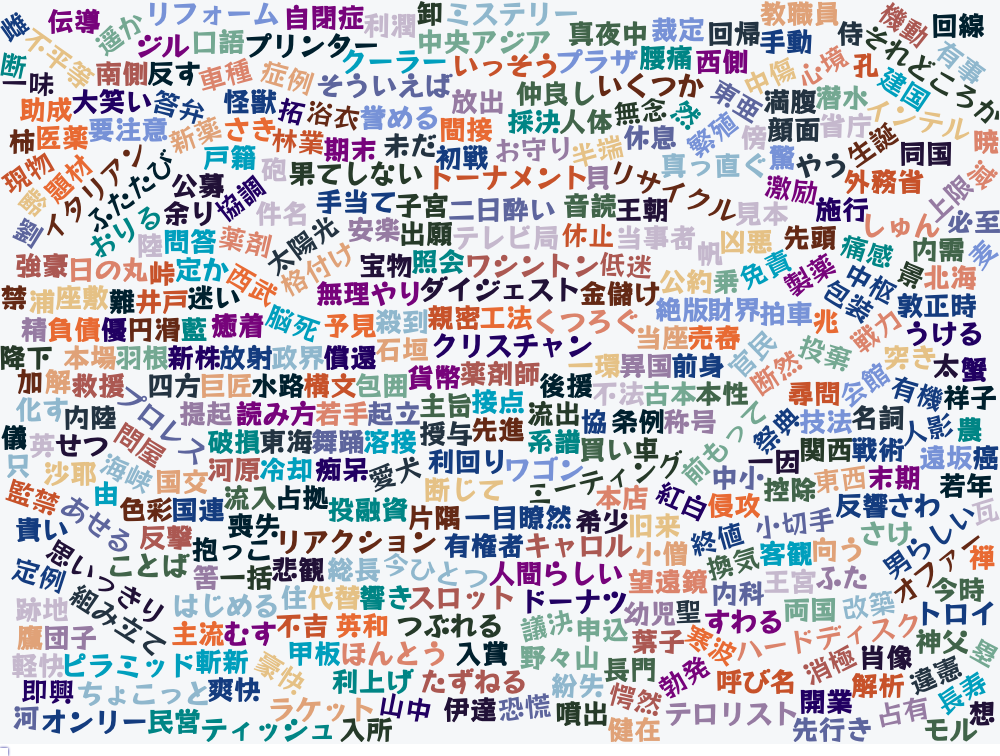 雌 伝導 遥か リフォーム 自閉症 利潤 卸 ミステリー 教職員 機動 回線
不平等 ジル 口語 プリンター 中央アジア 真夜中 裁定 回帰 手動 侍 それどころか 有事
断 一味 南側 反す 車種 症例 クーラー いっそう プラザ 腰痛 西側 中傷 心境 孔 建国
助成 大笑い 答弁 怪獣 拓 浴衣 そういえば 誉める 放出 仲良し いくつか 東亜 満腹 潜水 インテル
柿 医薬 要注意 新薬 さき 林業 期末 未だ 間接 採決 人体 無念 然 休息 繁殖 傍 顔面 省庁 暁
現物 題材 イタリアン 戸籍 砲 果てしない 初戦 お守り 半端 真っ直ぐ 驚 やう 生誕 同国 減
ふたたび 公募 協調 トーナメント 貝 リサイクル 激励 外務省 上限
劉 おりる 余り 件名 手当て 子宮 二日酔い 音読 王朝 見本 施行 しゅん 必至
陸 問答 薬剤 太陽光 安楽 出願 テレビ局 休止 当事者 帆 凶悪 先頭 痛感 内需 麦
強豪 日の丸 峠 定か 西武 格付け 宝物 照会 ワシントン 低迷 公約 乗 免責 製薬 中枢 景 北海
禁 浦 座敷 難 井戸 迷い 無理やり ダイジェスト 金儲け 絶版 財界 拍車 兆 包装 敦 正時
精 負債 優 円滑 藍 癒着 脳死 予見 殺到 親密 工法 くつろぐ 当座 売春 戦力 うける
降下 本場 羽根 新株 放射 政界 償還 石垣 クリスチャン 一環 異国 前身 官民 断然 投棄 突き 太 蟹
加 解 救援 四方 巨匠 水路 構文 包囲 貨幣 薬剤師 後援 不法 古本 本性 尋問 会館 有機 祥子
化す 内陸 プロレス 提起 読み方 若手 起立 主旨 接点 流出 協 条例 称号 前もって 祭典 技法 名詞 人影 農
儀 英 せつ 問屋 破損 東海 舞踊 溶接 授与 先進 系譜 買い 車 一因 関西 戦術 遠坂 癌
只 沙耶 海峡 国交 河原 冷却 痴呆 愛犬 利回り ワゴン ミーティング 中小 控除 東西 末期 若年
監禁 由 あせる 色彩 国連 流入 占拠 投融資 断じて 片隅 一目瞭然 希少 本店 紅白 侵攻 反響 さわ 瓦
貴い 反撃 喪失 抱っこ リアクション 有権者 キャロル 旧来 小僧 終値 小切手 さけ 男らしい
定例 思いっきり ことば 筈 一括 悲観 総長 今ひとつ 人間らしい 望遠鏡 換気 客観 向う オファー 禅
跡地 組み立て はじめる 住 代替 響き スロット ドーナツ 幼児 聖 内科 王宮 ふた 両国 改築 今時 トロイ
鷹 団子 主流 むす 不吉 英和 つぶれる 議決 申込 葉子 寒波 すわる ハードディスク 神父 塁
軽快 ピラミッド 斬新 豪快 甲板 ほんとう 入賞 野々山 長門 勃発 呼び名 消極 肖像 違憲
即興 ちょこっと 爽快 利上げ たずねる 紛失 愕然 開業 解析 長寿
河 オンリー 民営 ティッシュ ラケット 入所 山中 伊達 恐慌 噴出 健在 テロリスト 先行き 占有 モル 想